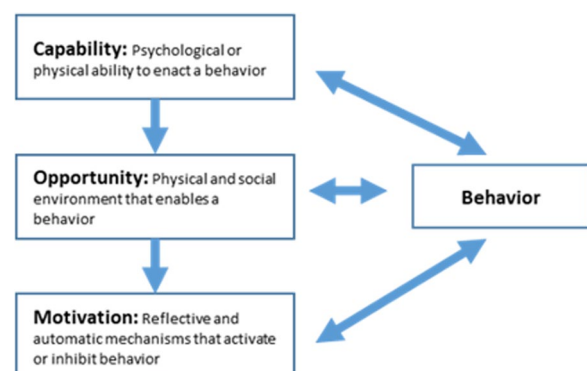 Capability: Psychological or
physical ability to enact a behavior
Opportunity: Physical and social
environment that enables a
behavior
Behavior
Motivation: Reflective and
automatic mechanisms that activate
or inhibit behavior